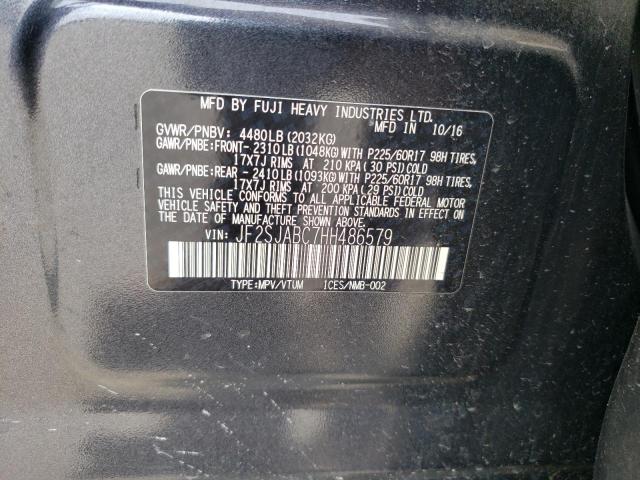 MFD BY FUJI HEAVY INDUSTRIES LTD.
GVWR/PNBV: 4480LB(2032KG) MFD IN 10/16
GAWR/PNBE:FRONT-2310LB(1048KG)WITH P225/60R17 98H TIRES,
17X7J RIMS AT 210 KPA(30 PSI)COLD
GAWR/PNBE:REAR -2410LB(1093KG)WITH P225/60R17 98H TIRES,
17X7J RIMS AT 200 KPA(29 PSI)COLD
THIS VEHICLE CONFORMS TO ALL APPLICABLE FEDERAL MOTOR
VEHICLE SAFETY AND THEFT PREVENTION STANDARDS IN EFFECT
ON THE DATE OF MANUFACTURE SHOWN ABOVE.
VIN: JF2SJABC7HH486579
TYPE:MPV/VTUM ICES/NMB-002